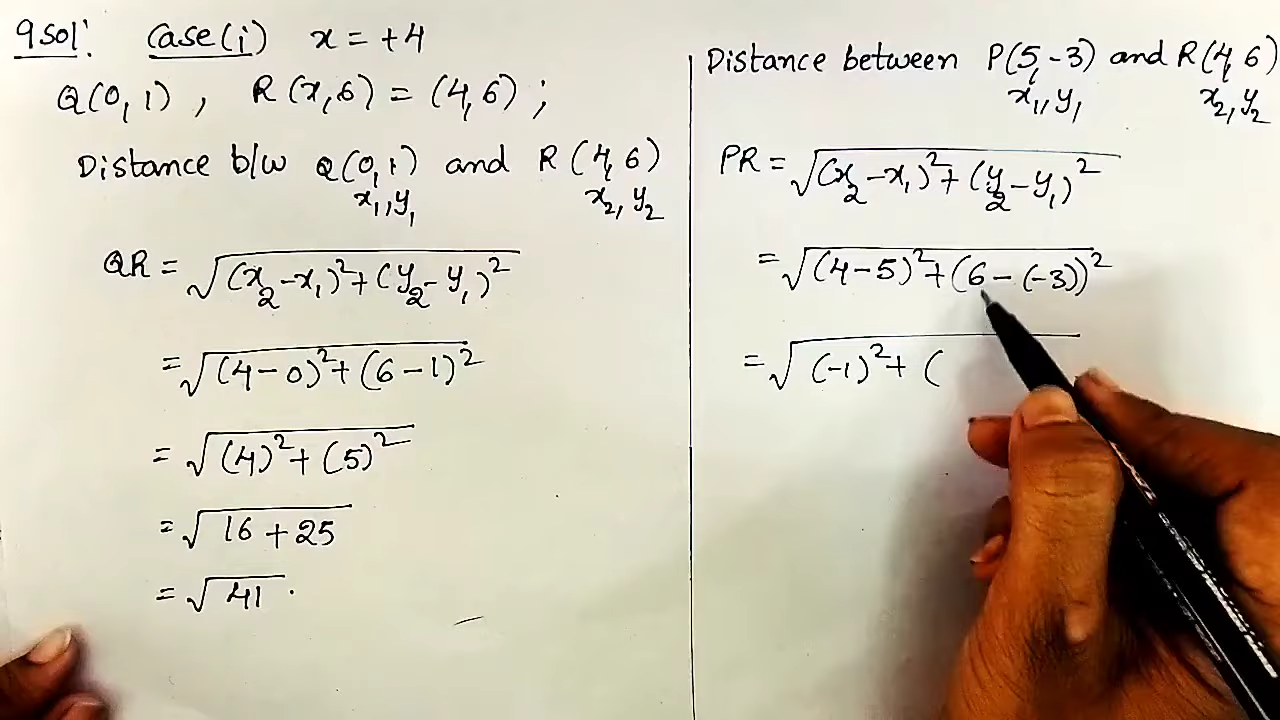 9 Sol: Case(i) x = +4
Q(0, 1) , R(x, 6) = (4, 6) ;
Distance b/w Q(0, 1) and R(4, 6)
x₁, y₁ x₂, y₂
QR = √(x₂ - x₁)² + (y₂ - y₁)²
= √(4 - 0)² + (6 - 1)²
= √(4)² + (5)²
= √16 + 25
= √41 .
Distance between P(5, -3) and R(4, 6)
x₁, y₁ x₂, y₂
PR = √(x₂ - x₁)² + (y₂ - y₁)²
= √(4 - 5)² + (6 - (-3))²
= √(-1)² + (